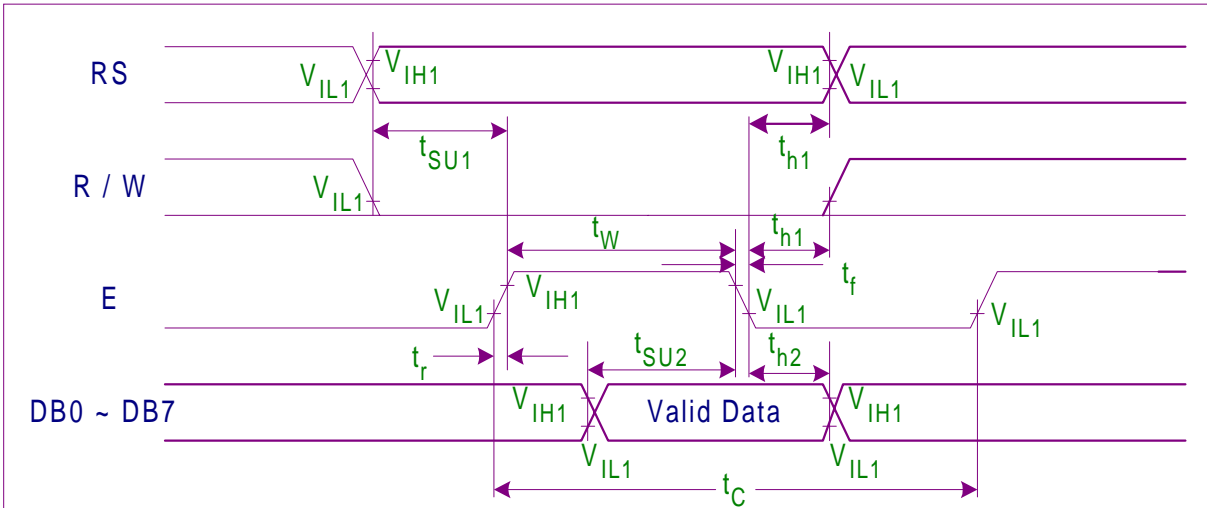 RS VIL1 VIH1 VIH1 VIL1
tSU1 th1
R / W VIL1
tW th1
tf
E VIL1 VIH1 VIL1 VIL1
tr tSU2 th2
DB0 ~ DB7 VIH1 Valid Data VIH1
VIL1 VIL1
tC